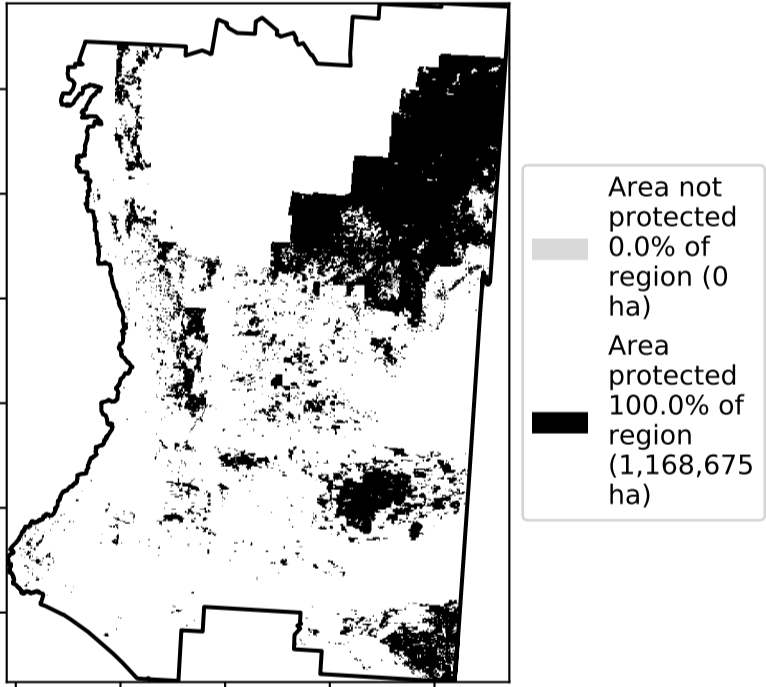 Area not
protected
0.0% of
region (0
ha)
Area
protected
100.0% of
region
(1,168,675
ha)